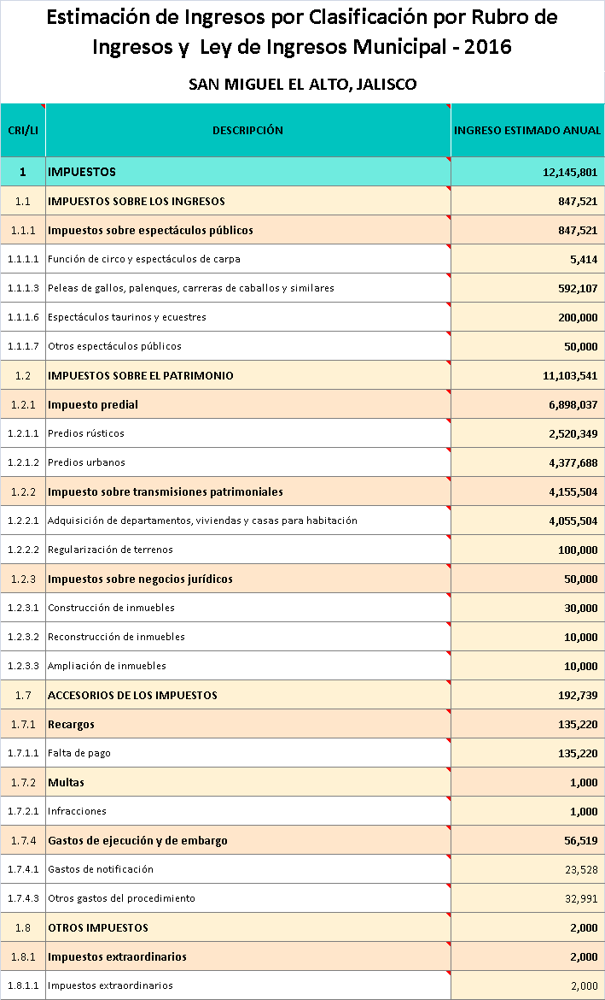 Estimación de Ingresos por Clasificación por Rubro de
Ingresos y Ley de Ingresos Municipal - 2016
SAN MIGUEL EL ALTO, JALISCO
CRI/LI DESCRIPCIÓN INGRESO ESTIMADO ANUAL
1 IMPUESTOS 12,145,801
1.1 IMPUESTOS SOBRE LOS INGRESOS 847,521
1.1.1 Impuestos sobre espectáculos públicos 847,521
1.1.1.1 Función de circo y espectáculos de carpa 5,414
1.1.1.3 Peleas de gallos, palenques, carreras de caballos y similares 592,107
1.1.1.6 Espectáculos taurinos y ecuestres 200,000
1.1.1.7 Otros espectáculos públicos 50,000
1.2 IMPUESTOS SOBRE EL PATRIMONIO 11,103,541
1.2.1 Impuesto predial 6,898,037
1.2.1.1 Predios rústicos 2,520,349
1.2.1.2 Predios urbanos 4,377,688
1.2.2 Impuesto sobre transmisiones patrimoniales 4,155,504
1.2.2.1 Adquisición de departamentos, viviendas y casas para habitación 4,055,504
1.2.2.2 Regularización de terrenos 100,000
1.2.3 Impuestos sobre negocios jurídicos 50,000
1.2.3.1 Construcción de inmuebles 30,000
1.2.3.2 Reconstrucción de inmuebles 10,000
1.2.3.3 Ampliación de inmuebles 10,000
1.7 ACCESORIOS DE LOS IMPUESTOS 192,739
1.7.1 Recargos 135,220
1.7.1.1 Falta de pago 135,220
1.7.2 Multas 1,000
1.7.2.1 Infracciones 1,000
1.7.4 Gastos de ejecución y de embargo 56,519
1.7.4.1 Gastos de notificación 23,528
1.7.4.3 Otros gastos del procedimiento 32,991
1.8 OTROS IMPUESTOS 2,000
1.8.1 Impuestos extraordinarios 2,000
1.8.1.1 Impuestos extraordinarios 2,000